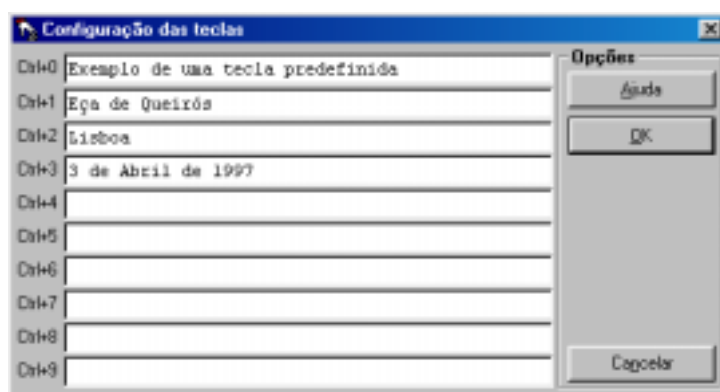 Configuração das teclas
Ctrl+0 Exemplo de uma tecla predefinida
Ctrl+1 Eça de Queirós
Ctrl+2 Lisboa
Ctrl+3 3 de Abril de 1997
Ctrl+4
Ctrl+5
Ctrl+6
Ctrl+7
Ctrl+8
Ctrl+9
Opções
Ajuda
OK
Cancelar